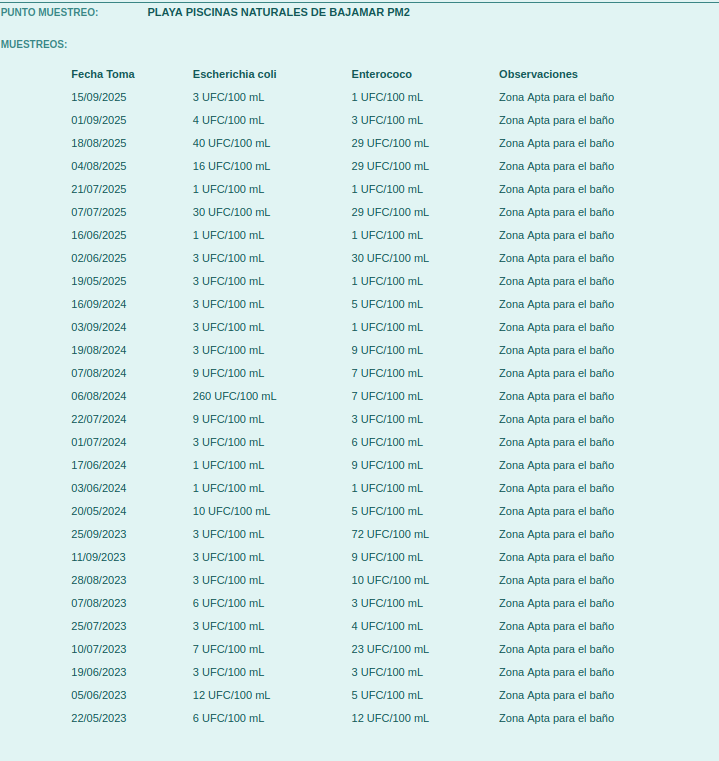 PUNTO MUESTREO: PLAYA PISCINAS NATURALES DE BAJAMAR PM2
MUESTREOS:
Fecha Toma Escherichia coli Enterococo Observaciones
15/09/2025 3 UFC/100 mL 1 UFC/100 mL Zona Apta para el baño
01/09/2025 4 UFC/100 mL 3 UFC/100 mL Zona Apta para el baño
18/08/2025 40 UFC/100 mL 29 UFC/100 mL Zona Apta para el baño
04/08/2025 16 UFC/100 mL 29 UFC/100 mL Zona Apta para el baño
21/07/2025 1 UFC/100 mL 1 UFC/100 mL Zona Apta para el baño
07/07/2025 30 UFC/100 mL 29 UFC/100 mL Zona Apta para el baño
16/06/2025 1 UFC/100 mL 1 UFC/100 mL Zona Apta para el baño
02/06/2025 3 UFC/100 mL 30 UFC/100 mL Zona Apta para el baño
19/05/2025 3 UFC/100 mL 1 UFC/100 mL Zona Apta para el baño
16/09/2024 3 UFC/100 mL 5 UFC/100 mL Zona Apta para el baño
03/09/2024 3 UFC/100 mL 1 UFC/100 mL Zona Apta para el baño
19/08/2024 3 UFC/100 mL 9 UFC/100 mL Zona Apta para el baño
07/08/2024 9 UFC/100 mL 7 UFC/100 mL Zona Apta para el baño
06/08/2024 260 UFC/100 mL 7 UFC/100 mL Zona Apta para el baño
22/07/2024 9 UFC/100 mL 3 UFC/100 mL Zona Apta para el baño
01/07/2024 3 UFC/100 mL 6 UFC/100 mL Zona Apta para el baño
17/06/2024 1 UFC/100 mL 9 UFC/100 mL Zona Apta para el baño
03/06/2024 1 UFC/100 mL 1 UFC/100 mL Zona Apta para el baño
20/05/2024 10 UFC/100 mL 5 UFC/100 mL Zona Apta para el baño
25/09/2023 3 UFC/100 mL 72 UFC/100 mL Zona Apta para el baño
11/09/2023 3 UFC/100 mL 9 UFC/100 mL Zona Apta para el baño
28/08/2023 3 UFC/100 mL 10 UFC/100 mL Zona Apta para el baño
07/08/2023 6 UFC/100 mL 3 UFC/100 mL Zona Apta para el baño
25/07/2023 3 UFC/100 mL 4 UFC/100 mL Zona Apta para el baño
10/07/2023 7 UFC/100 mL 23 UFC/100 mL Zona Apta para el baño
19/06/2023 3 UFC/100 mL 3 UFC/100 mL Zona Apta para el baño
05/06/2023 12 UFC/100 mL 5 UFC/100 mL Zona Apta para el baño
22/05/2023 6 UFC/100 mL 12 UFC/100 mL Zona Apta para el baño